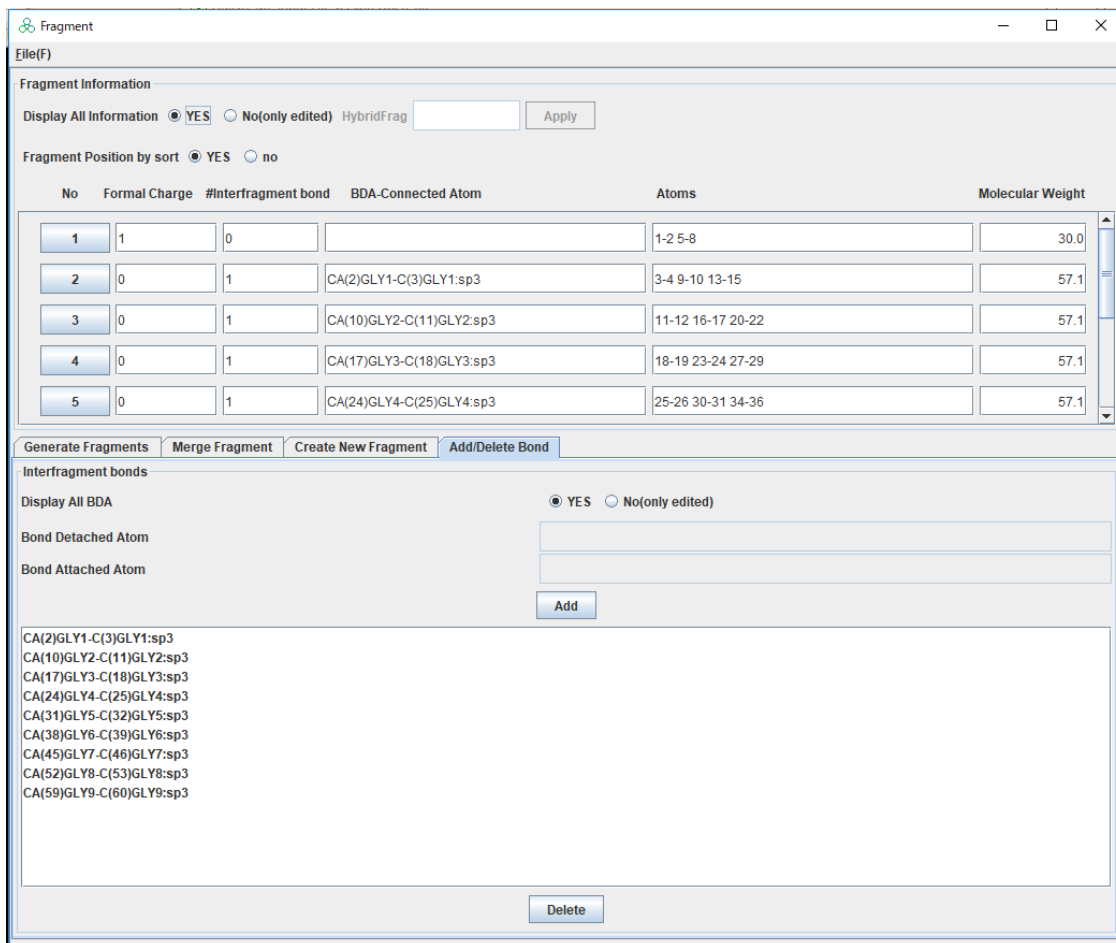 Fragment
File(F)
Fragment Information
Display All Information YES No(only edited) HybridFrag Apply
Fragment Position by sort YES no
No Formal Charge #Interfragment bond BDA-Connected Atom Atoms Molecular Weight
1 1 0 1-2 5-8 30.0
2 0 1 CA(2)GLY1-C(3)GLY1:sp3 3-4 9-10 13-15 57.1
3 0 1 CA(10)GLY2-C(11)GLY2:sp3 11-12 16-17 20-22 57.1
4 0 1 CA(17)GLY3-C(18)GLY3:sp3 18-19 23-24 27-29 57.1
5 0 1 CA(24)GLY4-C(25)GLY4:sp3 25-26 30-31 34-36 57.1
Generate Fragments Merge Fragment Create New Fragment Add/Delete Bond
Interfragment bonds
Display All BDA YES No(only edited)
Bond Detached Atom
Bond Attached Atom
Add
CA(2)GLY1-C(3)GLY1:sp3
CA(10)GLY2-C(11)GLY2:sp3
CA(17)GLY3-C(18)GLY3:sp3
CA(24)GLY4-C(25)GLY4:sp3
CA(31)GLY5-C(32)GLY5:sp3
CA(38)GLY6-C(39)GLY6:sp3
CA(45)GLY7-C(46)GLY7:sp3
CA(52)GLY8-C(53)GLY8:sp3
CA(59)GLY9-C(60)GLY9:sp3
Delete